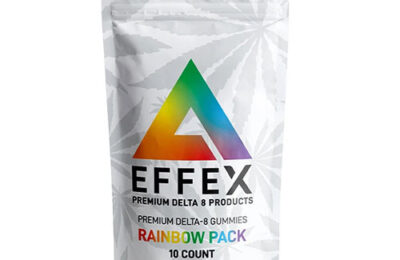 EFFEX
PREMIUM DELTA 8 PRODUCTS
PREMIUM DELTA-8 GUMMIES
RAINBOW PACK
10 COUNT